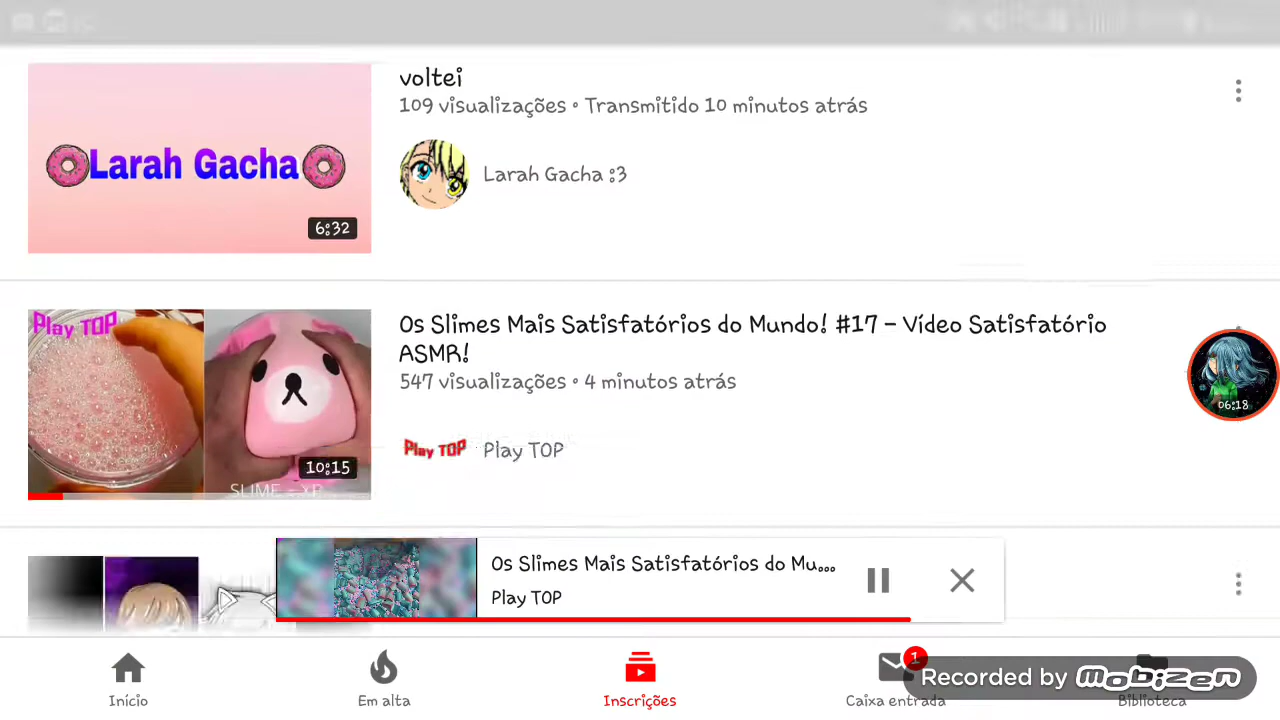 voltei
109 visualizações • Transmitido 10 minutos atrás
Larah Gacha
Larah Gacha :3
6:32
Play TOP
Os Slimes Mais Satisfatórios do Mundo! #17 - Vídeo Satisfatório
ASMR!
547 visualizações • 4 minutos atrás
06:18
Play TOP
Play TOP
10:15
Os Slimes Mais Satisfatórios do Mu...
Play TOP
1
Recorded by mobizen
Início
Em alta
Inscrições
Caixa entrada
Biblioteca